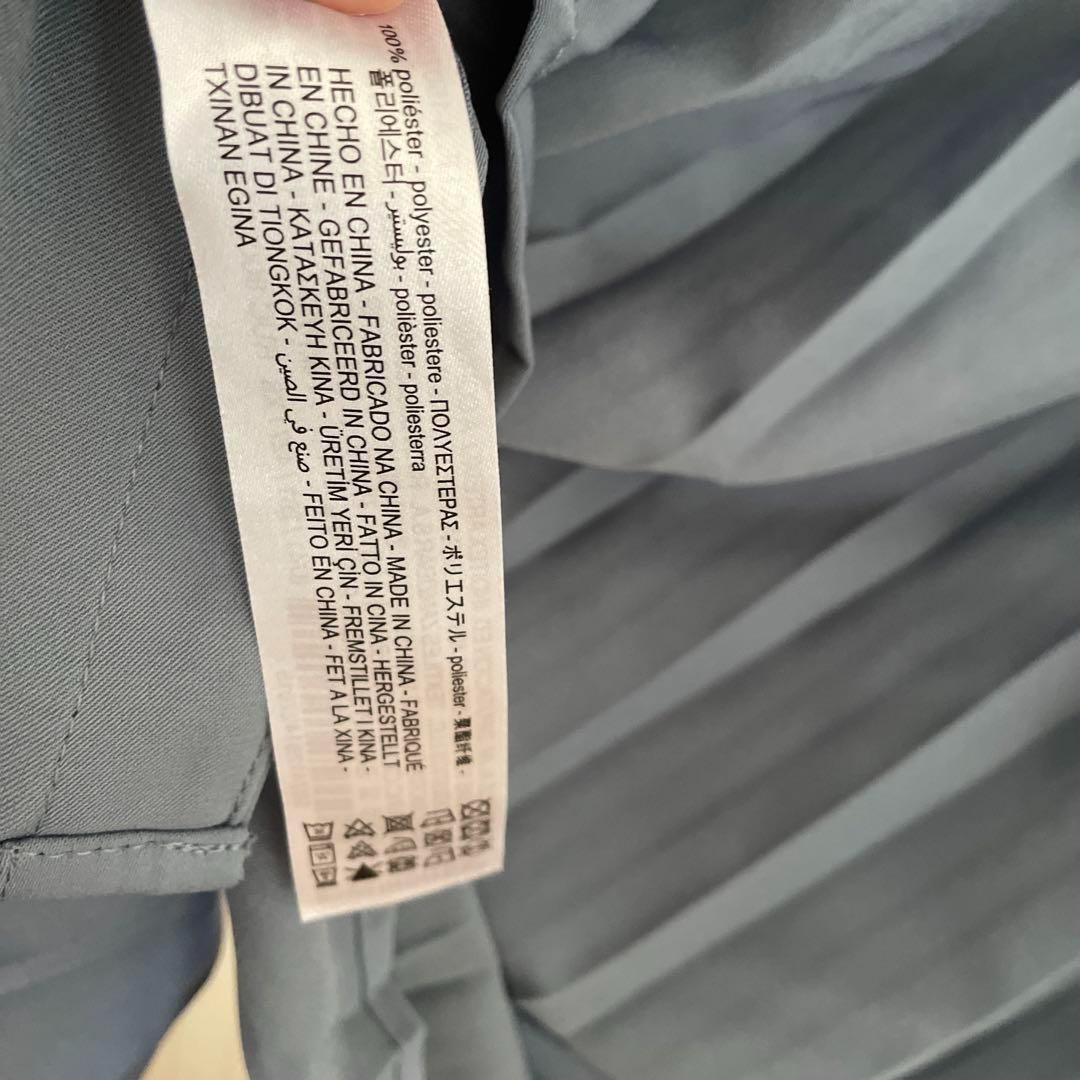 100% poliéster - polyester - poliestere - ΠΟΛΥΕΣΤΕΡΑΣ - ポリエステル - poliester - 聚酯纤维 -
폴리에스터 - بوليستير - polièster - poliesterra
HECHO EN CHINA - FABRICADO NA CHINA - MADE IN CHINA - FABRIQUÉ
EN CHINE - GEFABRICEERD IN CHINA - FATTO IN CINA - HERGESTELLT
IN CHINA - ΚΑΤΑΣΚΕΥΗ ΚΙΝΑ - ÜRETİM YERİ ÇİN - FREMSTILLET I KINA -
DIBUAT DI TIONGKOK - صنع في الصين - FEITO EN CHINA - FET A LA XINA -
TXINAN EGINA